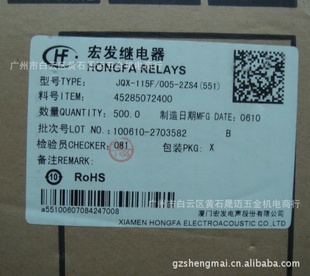 宏发继电器
HONGFA RELAYS
型号TYPE: JQX-115F/005-2ZS4(551)
料号ITEM: 45285072400
数量QUANTITY: 500.0 制造日期MFG DATE: 0610
批次号LOT NO: 100610-2703582 B
检验员CHECKER: 081 包装PKG: X
备注REMARK:
10 RoHS
a55100607084247008
厦门宏发电声股份有限公司
XIAMEN HONGFA ELECTROACOUSTIC CO.,LTD
广州市白云区黄石晟迈五金机电商行
广州市白云区黄石晟迈五金机电商行
gzshengmai.com
gzshengmai.com